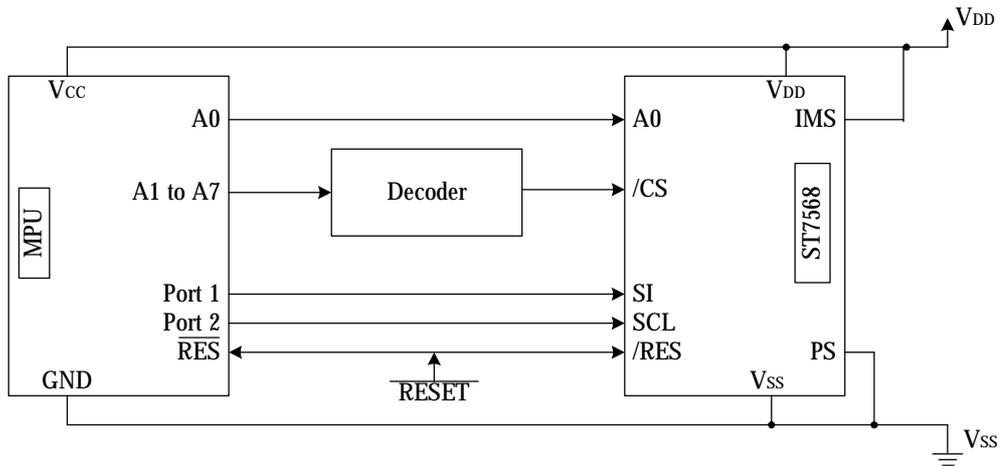 VDD
VCC
VDD
A0
A0
IMS
A1 to A7
Decoder
/CS
MPU
ST7568
Port 1
SI
Port 2
SCL
RES
/RES
PS
GND
RESET
VSS
VSS